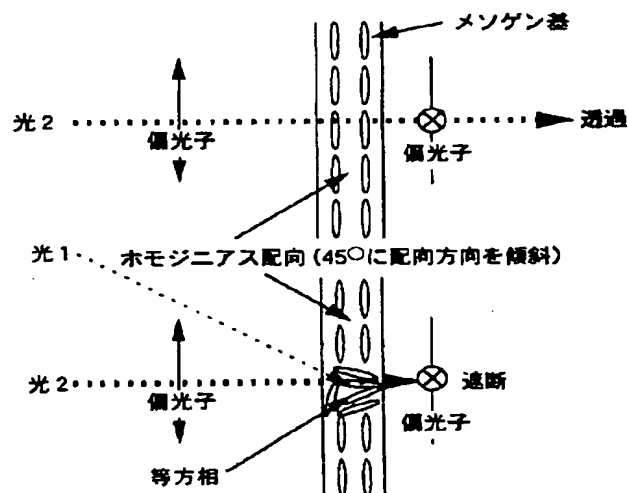 メソゲン基
光2
透過
偏光子
偏光子
光1
ホモジニアス配向(45°に配向方向を傾斜)
光2
遮断
偏光子
偏光子
等方相